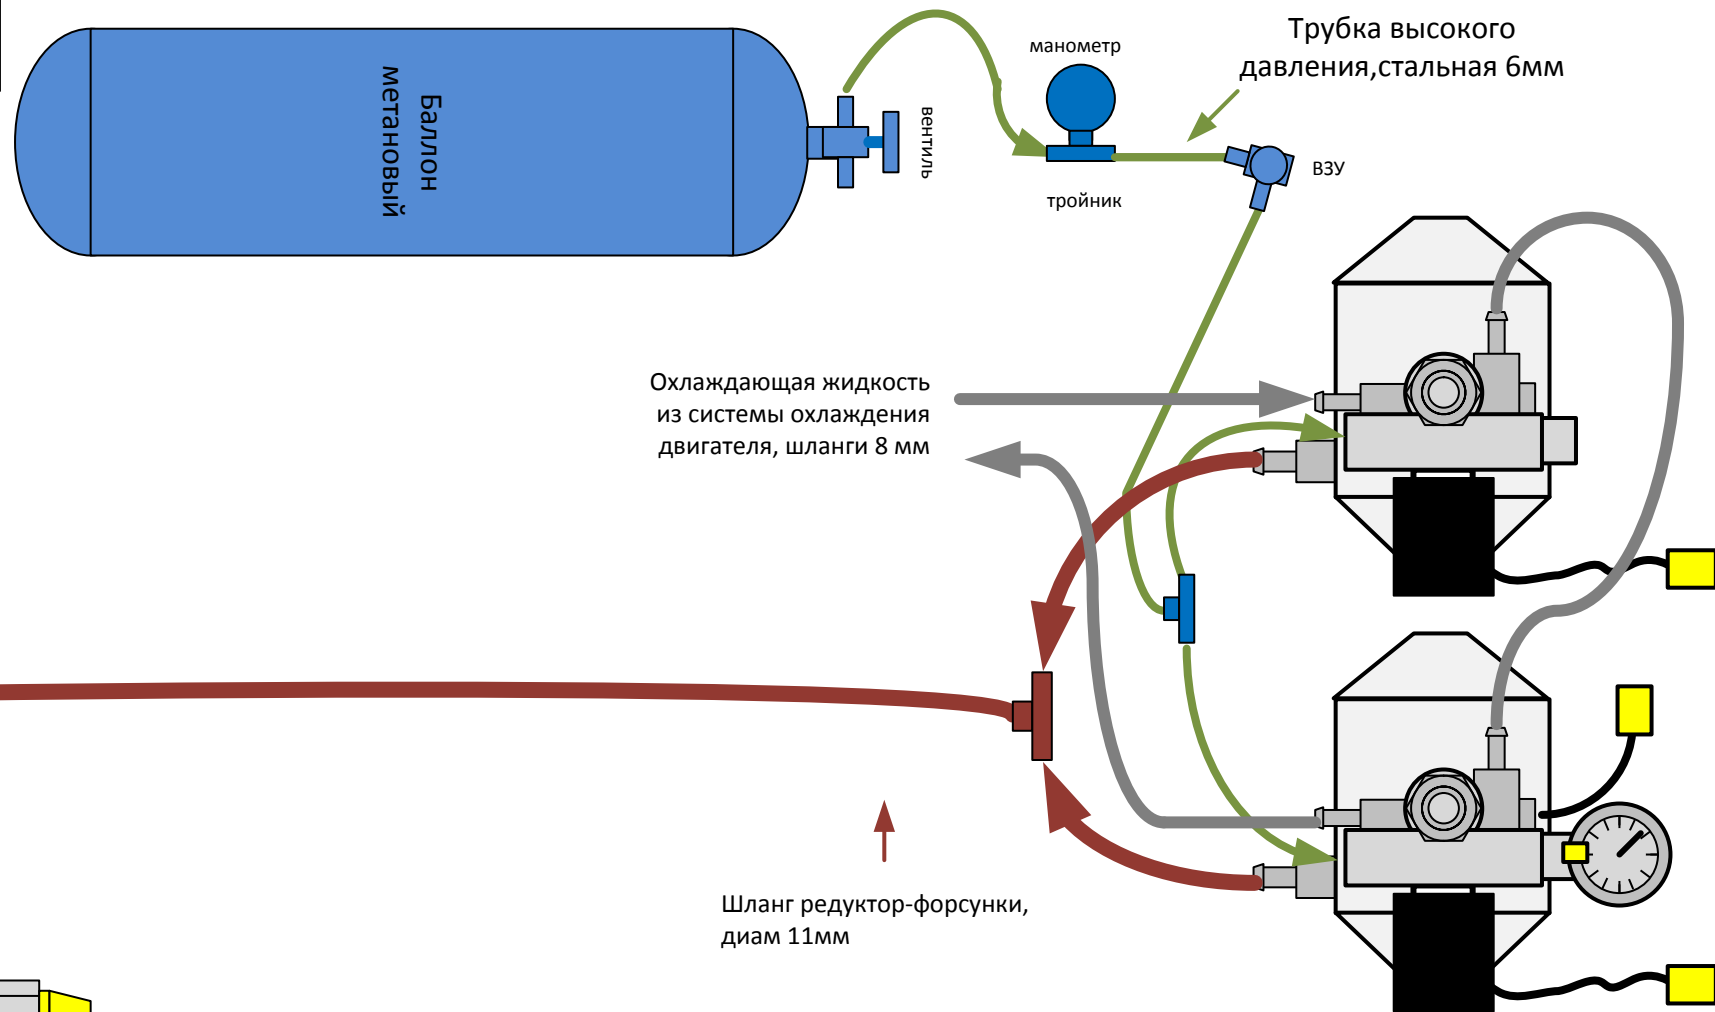 Баллон
метановый
вентиль
манометр
тройник
Трубка высокого
давления,стальная 6мм
ВЗУ
Охлаждающая жидкость
из системы охлаждения
двигателя, шланги 8 мм
Шланг редуктор-форсунки,
диам 11мм